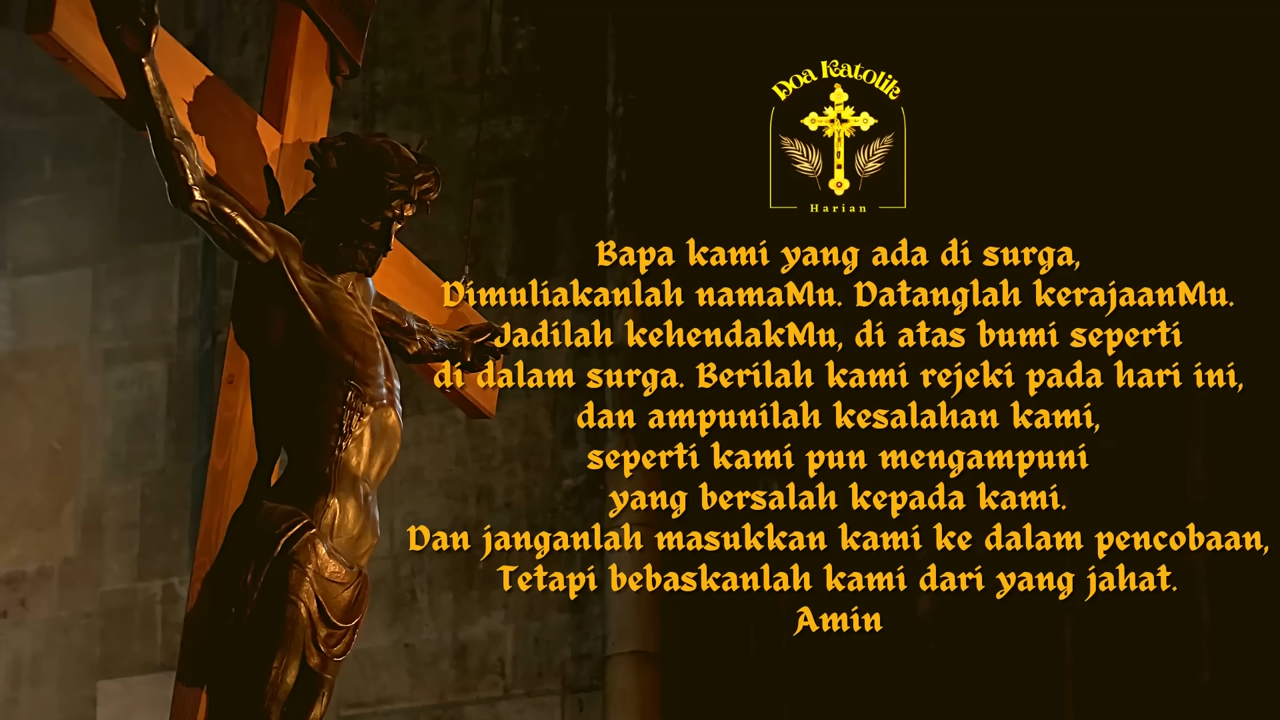 Doa Katolik
Harian
Bapa kami yang ada di surga,
Dimuliakanlah namaMu. Datanglah kerajaanMu.
Jadilah kehendakMu, di atas bumi seperti
di dalam surga. Berilah kami rejeki pada hari ini,
dan ampunilah kesalahan kami,
seperti kami pun mengampuni
yang bersalah kepada kami.
Dan janganlah masukkan kami ke dalam pencobaan,
Tetapi bebaskanlah kami dari yang jahat.
Amin